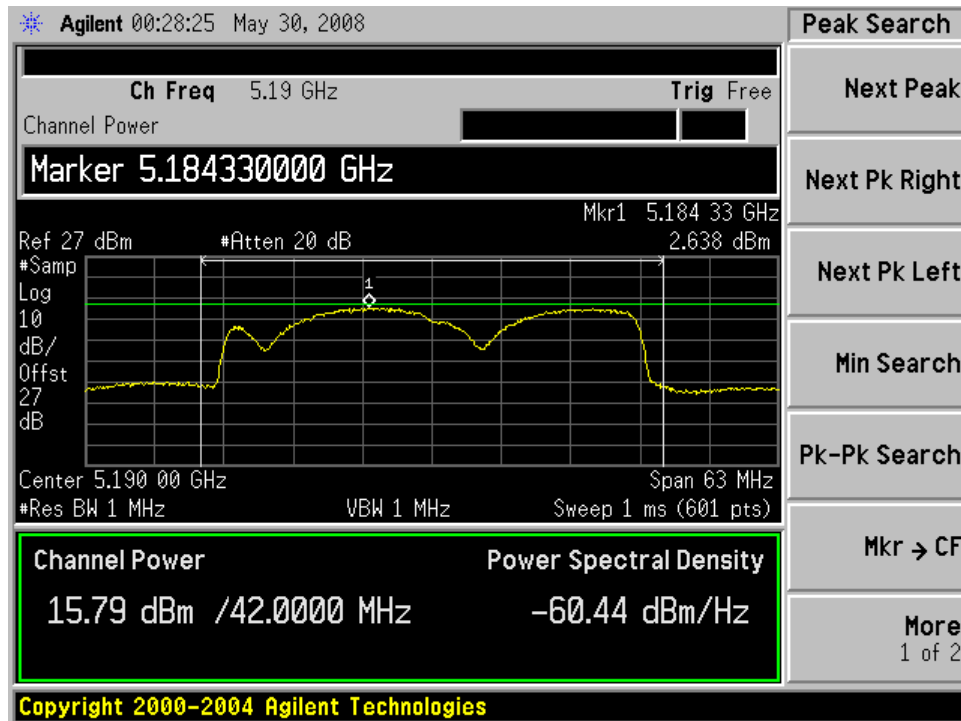 Agilent 00:28:25 May 30, 2008
Peak Search
Ch Freq 5.19 GHz
Trig Free
Channel Power
Marker 5.184330000 GHz
Mkr1 5.184 33 GHz
Ref 27 dBm #Atten 20 dB 2.638 dBm
#Samp
Log
10
dB/
Offst
27
dB
1
Center 5.190 00 GHz Span 63 MHz
#Res BW 1 MHz VBW 1 MHz Sweep 1 ms (601 pts)
Channel Power Power Spectral Density
15.79 dBm /42.0000 MHz -60.44 dBm/Hz
Next Peak
Next Pk Right
Next Pk Left
Min Search
Pk-Pk Search
Mkr → CF
More
1 of 2
Copyright 2000-2004 Agilent Technologies